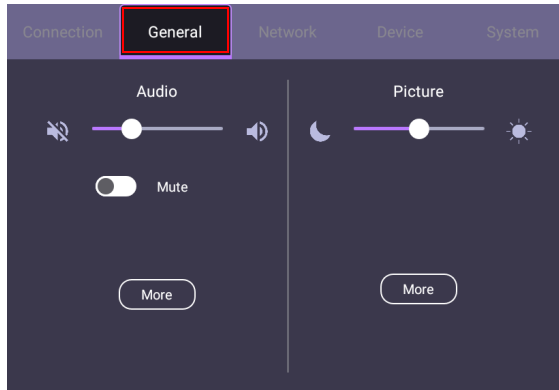 Connection General Network Device System
Audio
Picture
Mute
More
More